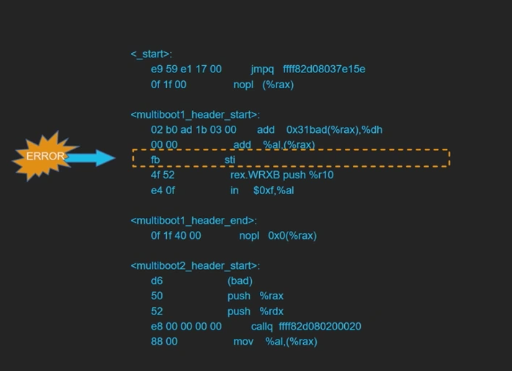 <_start>:
e9 59 e1 17 00 jmpq ffff82d08037e15e
0f 1f 00 nopl (%rax)
<multiboot1_header_start>:
02 b0 ad 1b 03 00 add 0x31bad(%rax),%dh
00 00 add %al,(%rax)
ERROR
fb sti
4f 52 rex.WRXB push %r10
e4 0f in $0xf,%al
<multiboot1_header_end>:
0f 1f 40 00 nopl 0x0(%rax)
<multiboot2_header_start>:
d6 (bad)
50 push %rax
52 push %rdx
e8 00 00 00 00 callq ffff82d080200020
88 00 mov %al,(%rax)